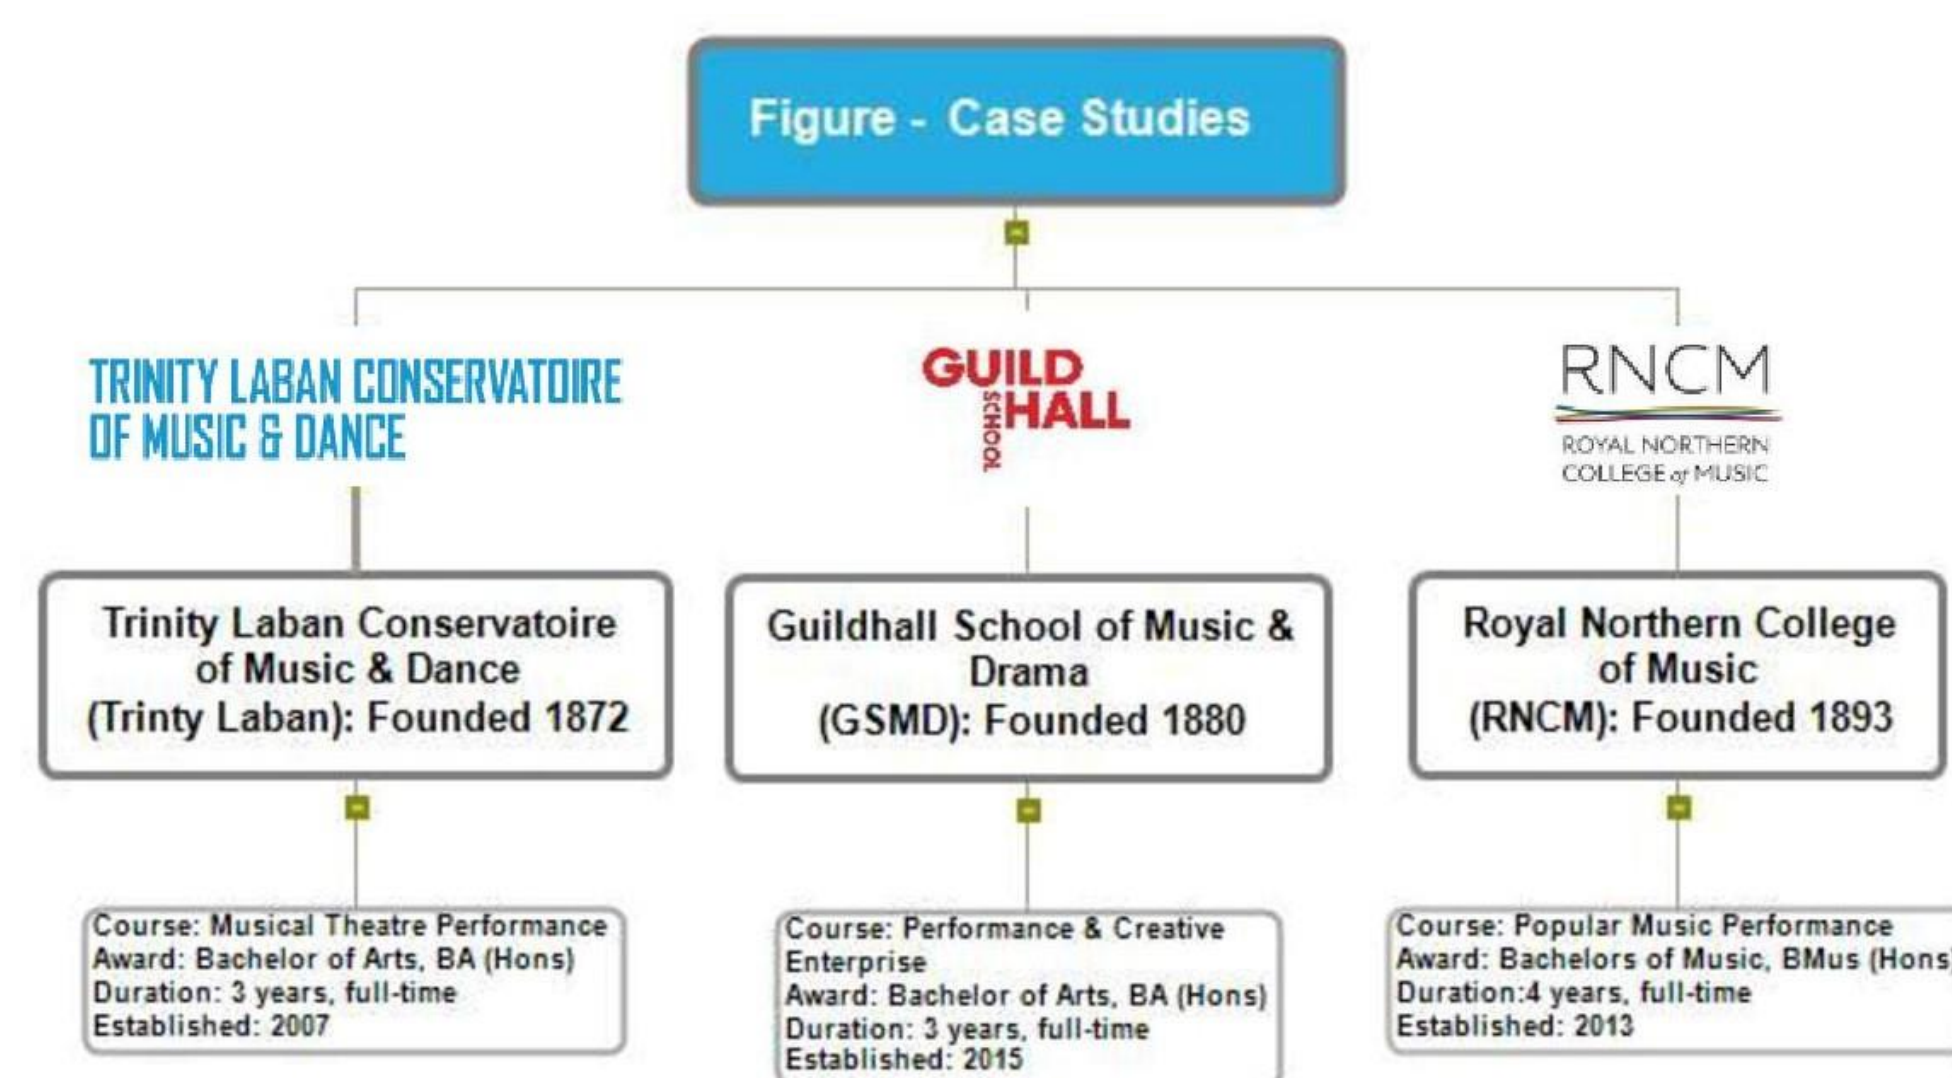 Figure - Case Studies
TRINITY LABAN CONSERVATOIRE
OF MUSIC & DANCE
GUILD
SCHOOL
HALL
RNCM
ROYAL NORTHERN
COLLEGE of MUSIC
Trinity Laban Conservatoire
of Music & Dance
(Trinty Laban): Founded 1872
Guildhall School of Music &
Drama
(GSMD): Founded 1880
Royal Northern College
of Music
(RNCM): Founded 1893
Course: Musical Theatre Performance
Award: Bachelor of Arts, BA (Hons)
Duration: 3 years, full-time
Established: 2007
Course: Performance & Creative
Enterprise
Award: Bachelor of Arts, BA (Hons)
Duration: 3 years, full-time
Established: 2015
Course: Popular Music Performance
Award: Bachelors of Music, BMus (Hons)
Duration:4 years, full-time
Established: 2013